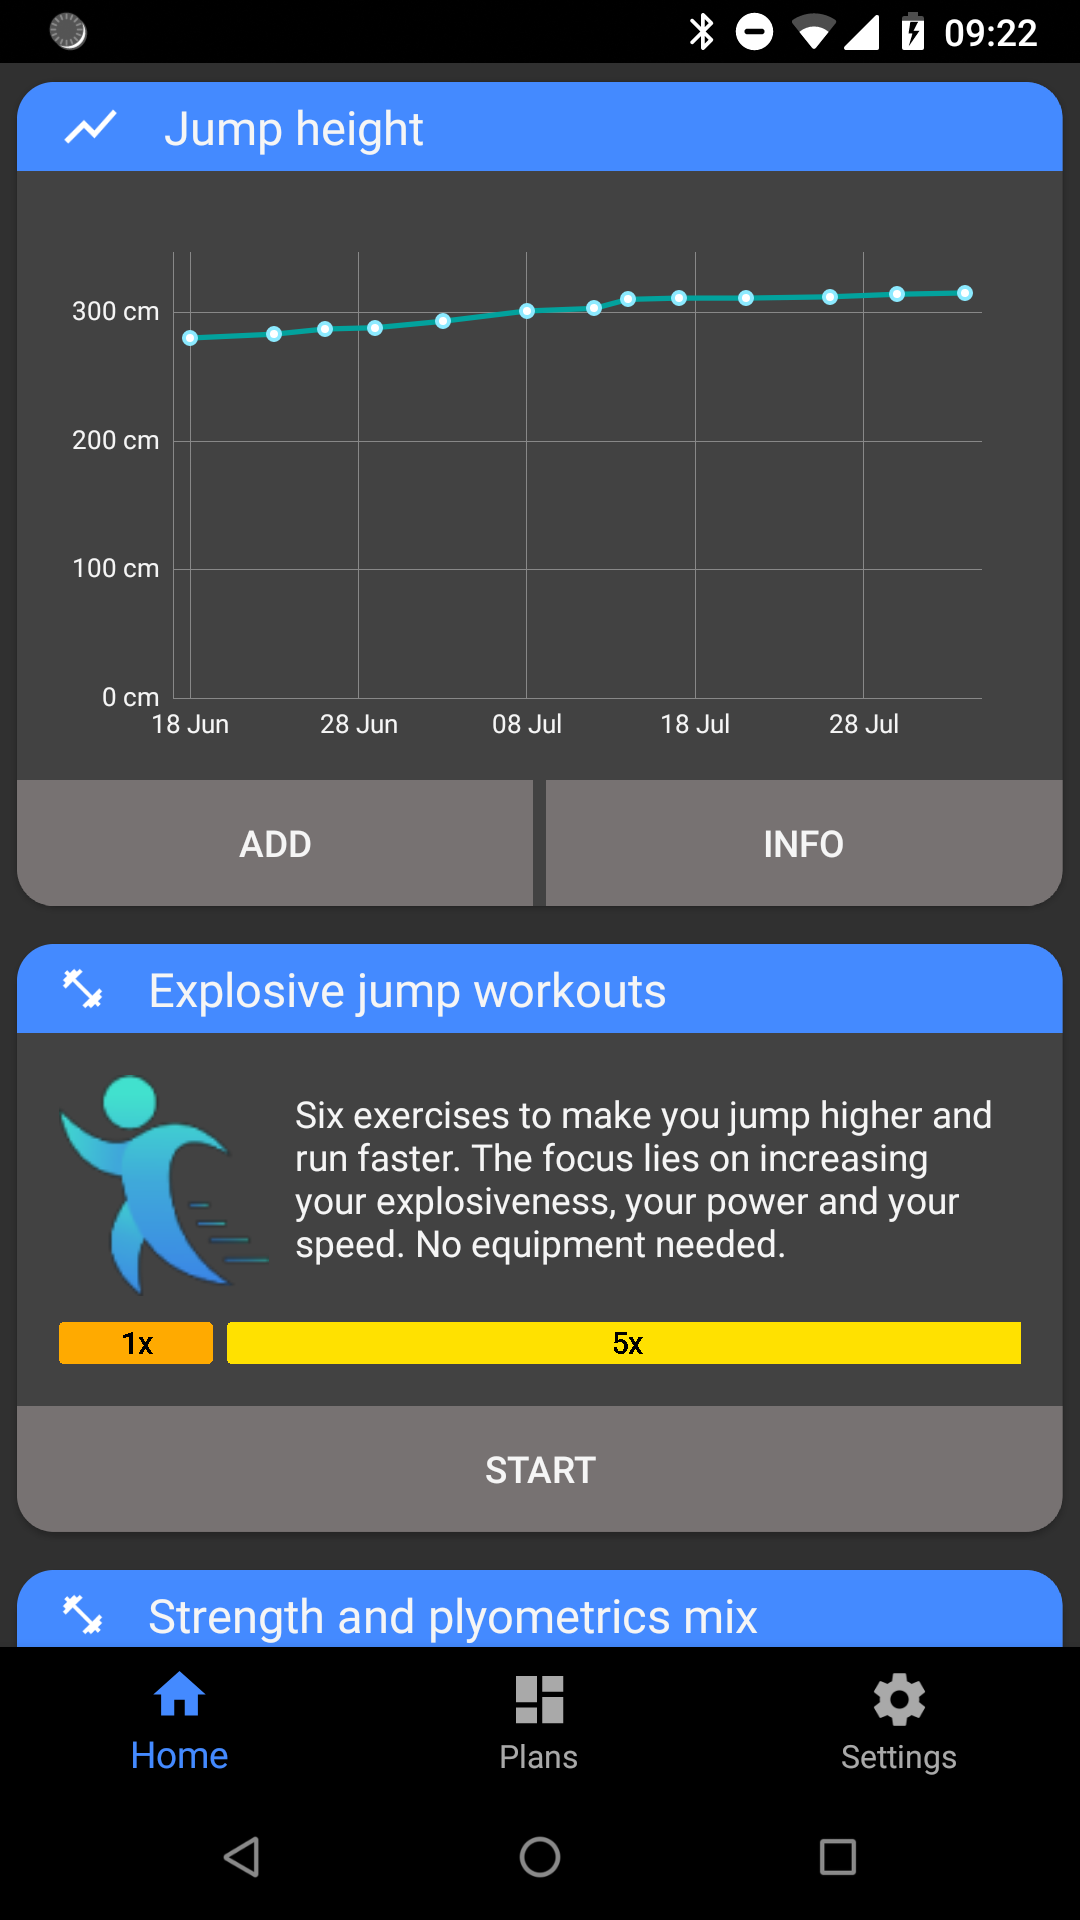 09:22
Jump height
300 cm
200 cm
100 cm
0 cm
18 Jun 28 Jun 08 Jul 18 Jul 28 Jul
ADD INFO
Explosive jump workouts
Six exercises to make you jump higher and
run faster. The focus lies on increasing
your explosiveness, your power and your
speed. No equipment needed.
1x 5x
START
Strength and plyometrics mix
Home Plans Settings